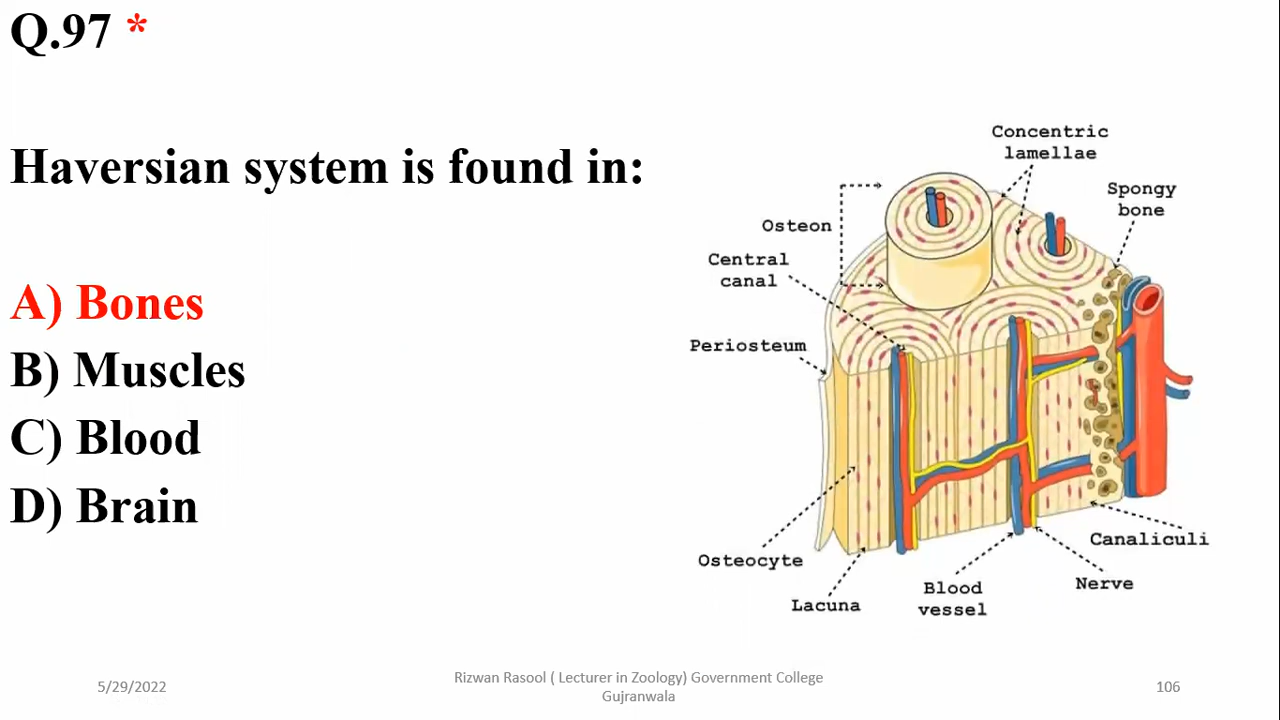 Q.97 *
Haversian system is found in:
A) Bones
B) Muscles
C) Blood
D) Brain
Concentric
lamellae
Spongy
bone
Osteon
Central
canal
Periosteum
Osteocyte
Lacuna
Blood
vessel
Nerve
Canaliculi
5/29/2022
Rizwan Rasool ( Lecturer in Zoology) Government College
Gujranwala
106